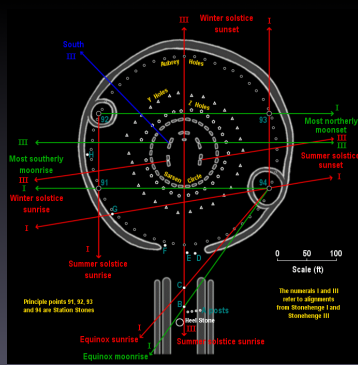 III
Winter solstice
sunset
I
South
III
Aubrey Holes
Y Holes
Z Holes
92
93
I
Most northerly
moonset
III
III
Summer solstice
sunset
Most southerly
moonrise
III
I
91
94
I
Winter solstice
sunrise
Sarsen Circle
G
I
I
Summer solstice
sunrise
F
E
D
0 50 100
Scale (ft)
C
B
Posts
Heel Stone
Principle points 91, 92, 93
and 94 are Station Stones
The numerals I and III
refer to alignments
from Stonehenge I and
Stonehenge III
I
III
Equinox sunrise
Summer solstice sunrise
I
Equinox moonrise